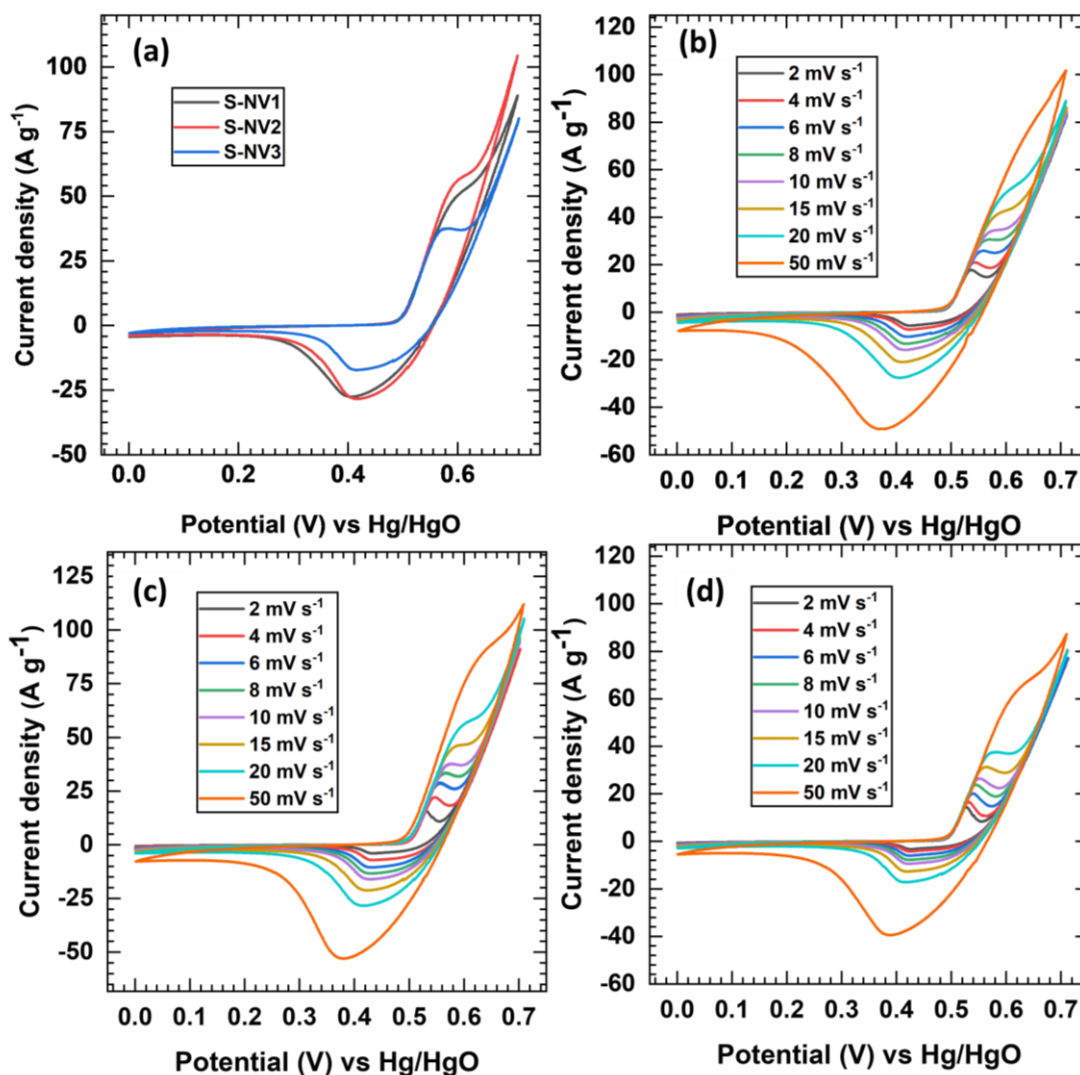 (a)
S-NV1
S-NV2
S-NV3
100
75
50
25
0
-25
-50
0.0 0.2 0.4 0.6
Current density (A g⁻¹)
Potential (V) vs Hg/HgO
(b)
2 mV s⁻¹
4 mV s⁻¹
6 mV s⁻¹
8 mV s⁻¹
10 mV s⁻¹
15 mV s⁻¹
20 mV s⁻¹
50 mV s⁻¹
120
100
80
60
40
20
0
-20
-40
-60
0.0 0.1 0.2 0.3 0.4 0.5 0.6 0.7
Current density (A g⁻¹)
Potential (V) vs Hg/HgO
(c)
2 mV s⁻¹
4 mV s⁻¹
6 mV s⁻¹
8 mV s⁻¹
10 mV s⁻¹
15 mV s⁻¹
20 mV s⁻¹
50 mV s⁻¹
125
100
75
50
25
0
-25
-50
0.0 0.1 0.2 0.3 0.4 0.5 0.6 0.7
Current density (A g⁻¹)
Potential (V) vs Hg/HgO
(d)
2 mV s⁻¹
4 mV s⁻¹
6 mV s⁻¹
8 mV s⁻¹
10 mV s⁻¹
15 mV s⁻¹
20 mV s⁻¹
50 mV s⁻¹
120
100
80
60
40
20
0
-20
-40
-60
0.0 0.1 0.2 0.3 0.4 0.5 0.6 0.7
Current density (A g⁻¹)
Potential (V) vs Hg/HgO